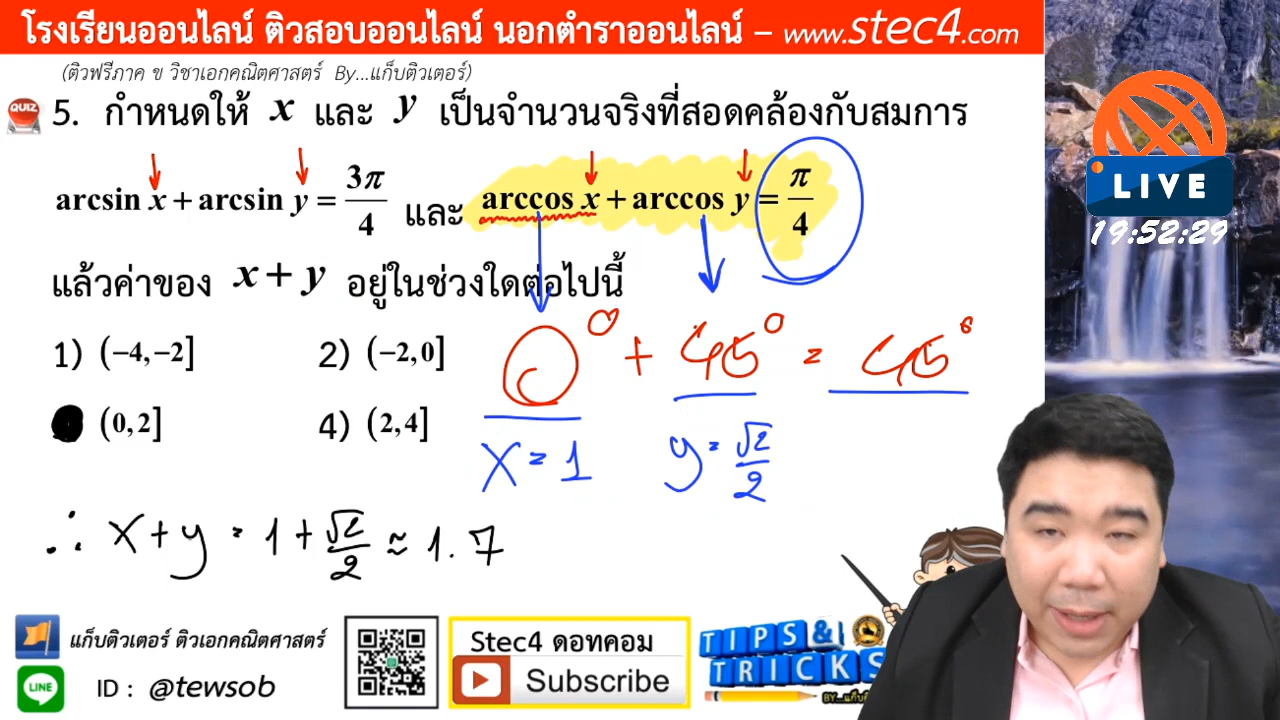 โรงเรียนออนไลน์ ติวสอบออนไลน์ นอกตำราออนไลน์ – www.stec4.com
(ติวฟรีภาค ข วิชาเอกคณิตศาสตร์ By...แก็บติวเตอร์)
QUIZ 5. กำหนดให้ x และ y เป็นจำนวนจริงที่สอดคล้องกับสมการ
arcsin x + arcsin y = 3π/4 และ arccos x + arccos y = π/4
แล้วค่าของ x + y อยู่ในช่วงใดต่อไปนี้
1) (−4,−2] 2) (−2,0]
(0,2] 4) (2,4]
0° + 45° = 45°
x = 1 y = √2/2
∴ x+y = 1 + √2/2 ≈ 1.7
LIVE
19:52:29
แก็บติวเตอร์ ติวเอกคณิตศาสตร์
LINE ID : @tewsob
Stec4 ดอทคอม
Subscribe
TIPS &
TRICKS